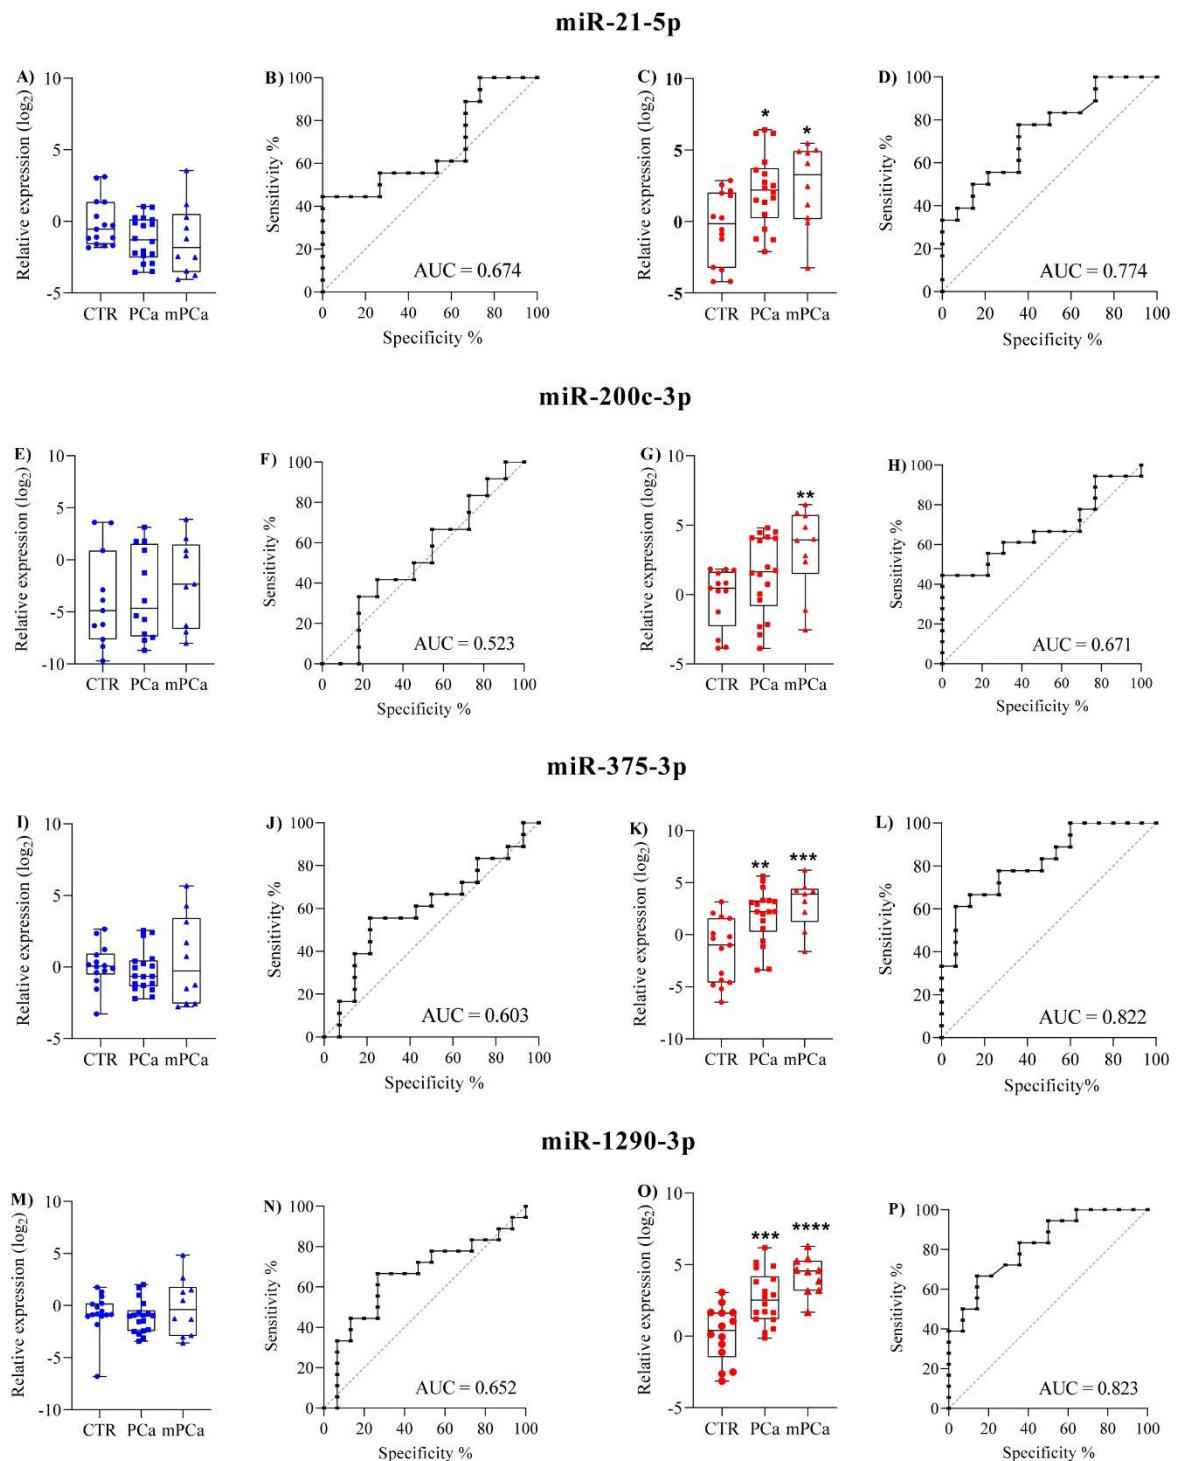 miR-21-5p
A)
Relative expression (log2)
10
5
0
-5
CTR PCa mPCa
B)
Sensitivity %
100
80
60
40
20
0
AUC = 0.674
0 20 40 60 80 100
Specificity %
C)
Relative expression (log2)
10
5
0
-5
* *
CTR PCa mPCa
D)
Sensitivity %
100
80
60
40
20
0
AUC = 0.774
0 20 40 60 80 100
Specificity %
miR-200c-3p
E)
Relative expression (log2)
10
5
0
-5
-10
CTR PCa mPCa
F)
Sensitivity %
100
80
60
40
20
0
AUC = 0.523
0 20 40 60 80 100
Specificity %
G)
Relative expression (log2)
10
5
0
-5
**
CTR PCa mPCa
H)
Sensitivity %
100
80
60
40
20
0
AUC = 0.671
0 20 40 60 80 100
Specificity %
miR-375-3p
I)
Relative expression (log2)
10
5
0
-5
CTR PCa mPCa
J)
Sensitivity %
100
80
60
40
20
0
AUC = 0.603
0 20 40 60 80 100
Specificity %
K)
Relative expression (log2)
10
5
0
-5
-10
** ***
CTR PCa mPCa
L)
Sensitivity%
100
80
60
40
20
0
AUC = 0.822
0 20 40 60 80 100
Specificity%
miR-1290-3p
M)
Relative expression (log2)
10
5
0
-5
-10
CTR PCa mPCa
N)
Sensitivity %
100
80
60
40
20
0
AUC = 0.652
0 20 40 60 80 100
Specificity %
O)
Relative expression (log2)
10
5
0
-5
*** ****
CTR PCa mPCa
P)
Sensitivity %
100
80
60
40
20
0
AUC = 0.823
0 20 40 60 80 100
Specificity %